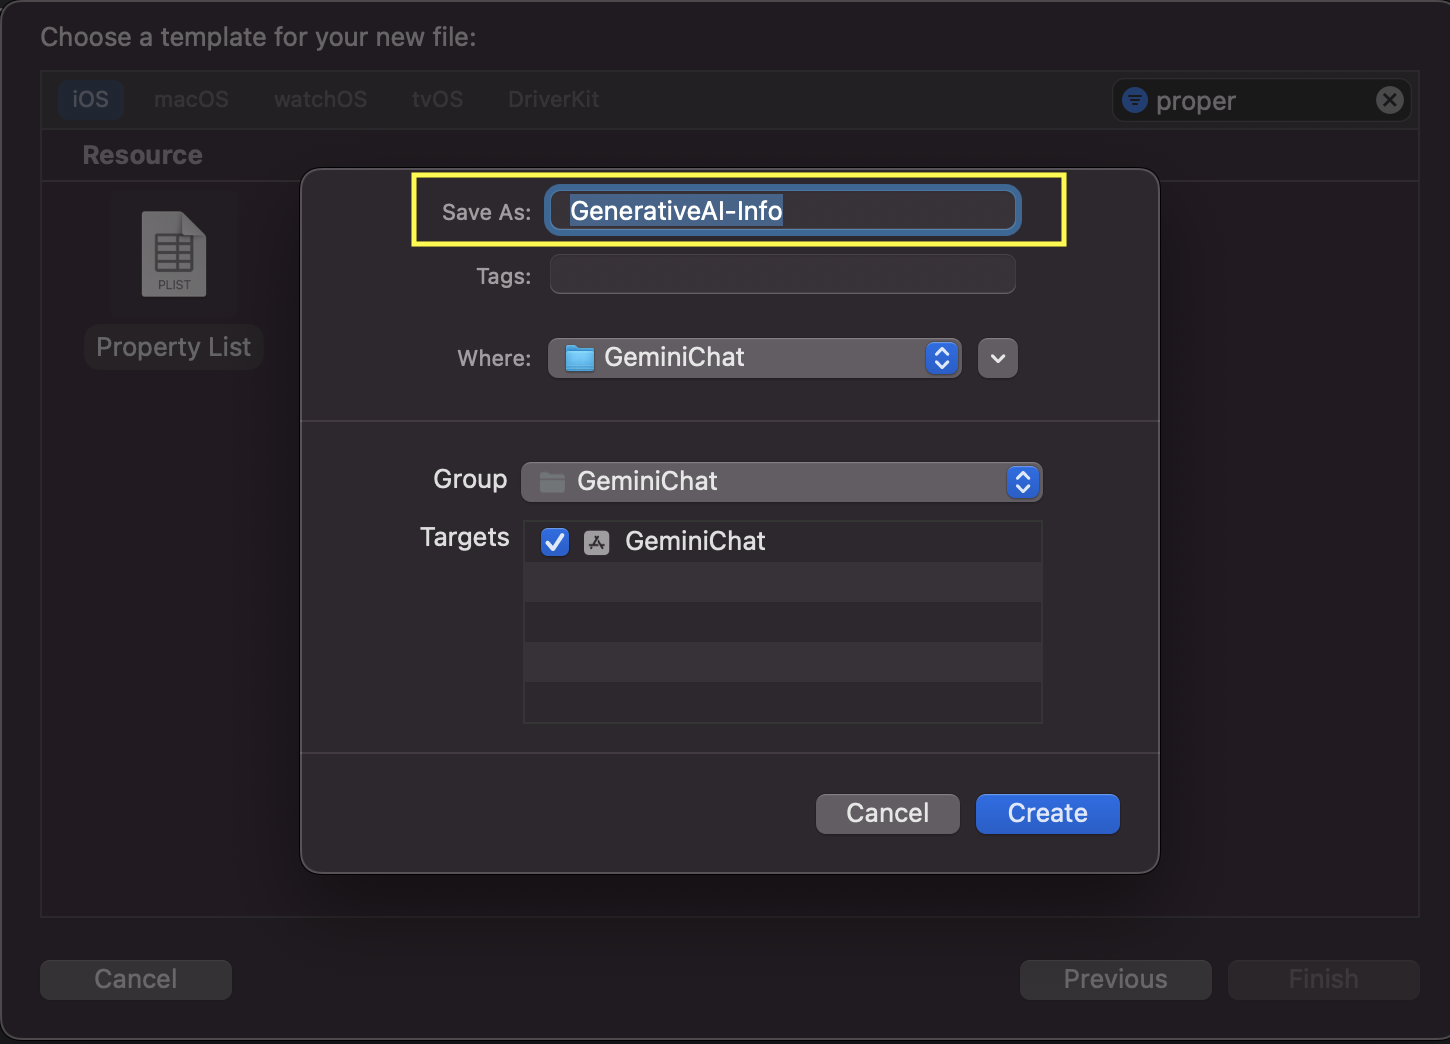 Choose a template for your new file:
iOS macOS watchOS tvOS DriverKit proper
Resource
PLIST
Property List
Save As: GenerativeAI-Info
Tags:
Where: GeminiChat
Group GeminiChat
Targets GeminiChat
Cancel Create
Cancel Previous Finish